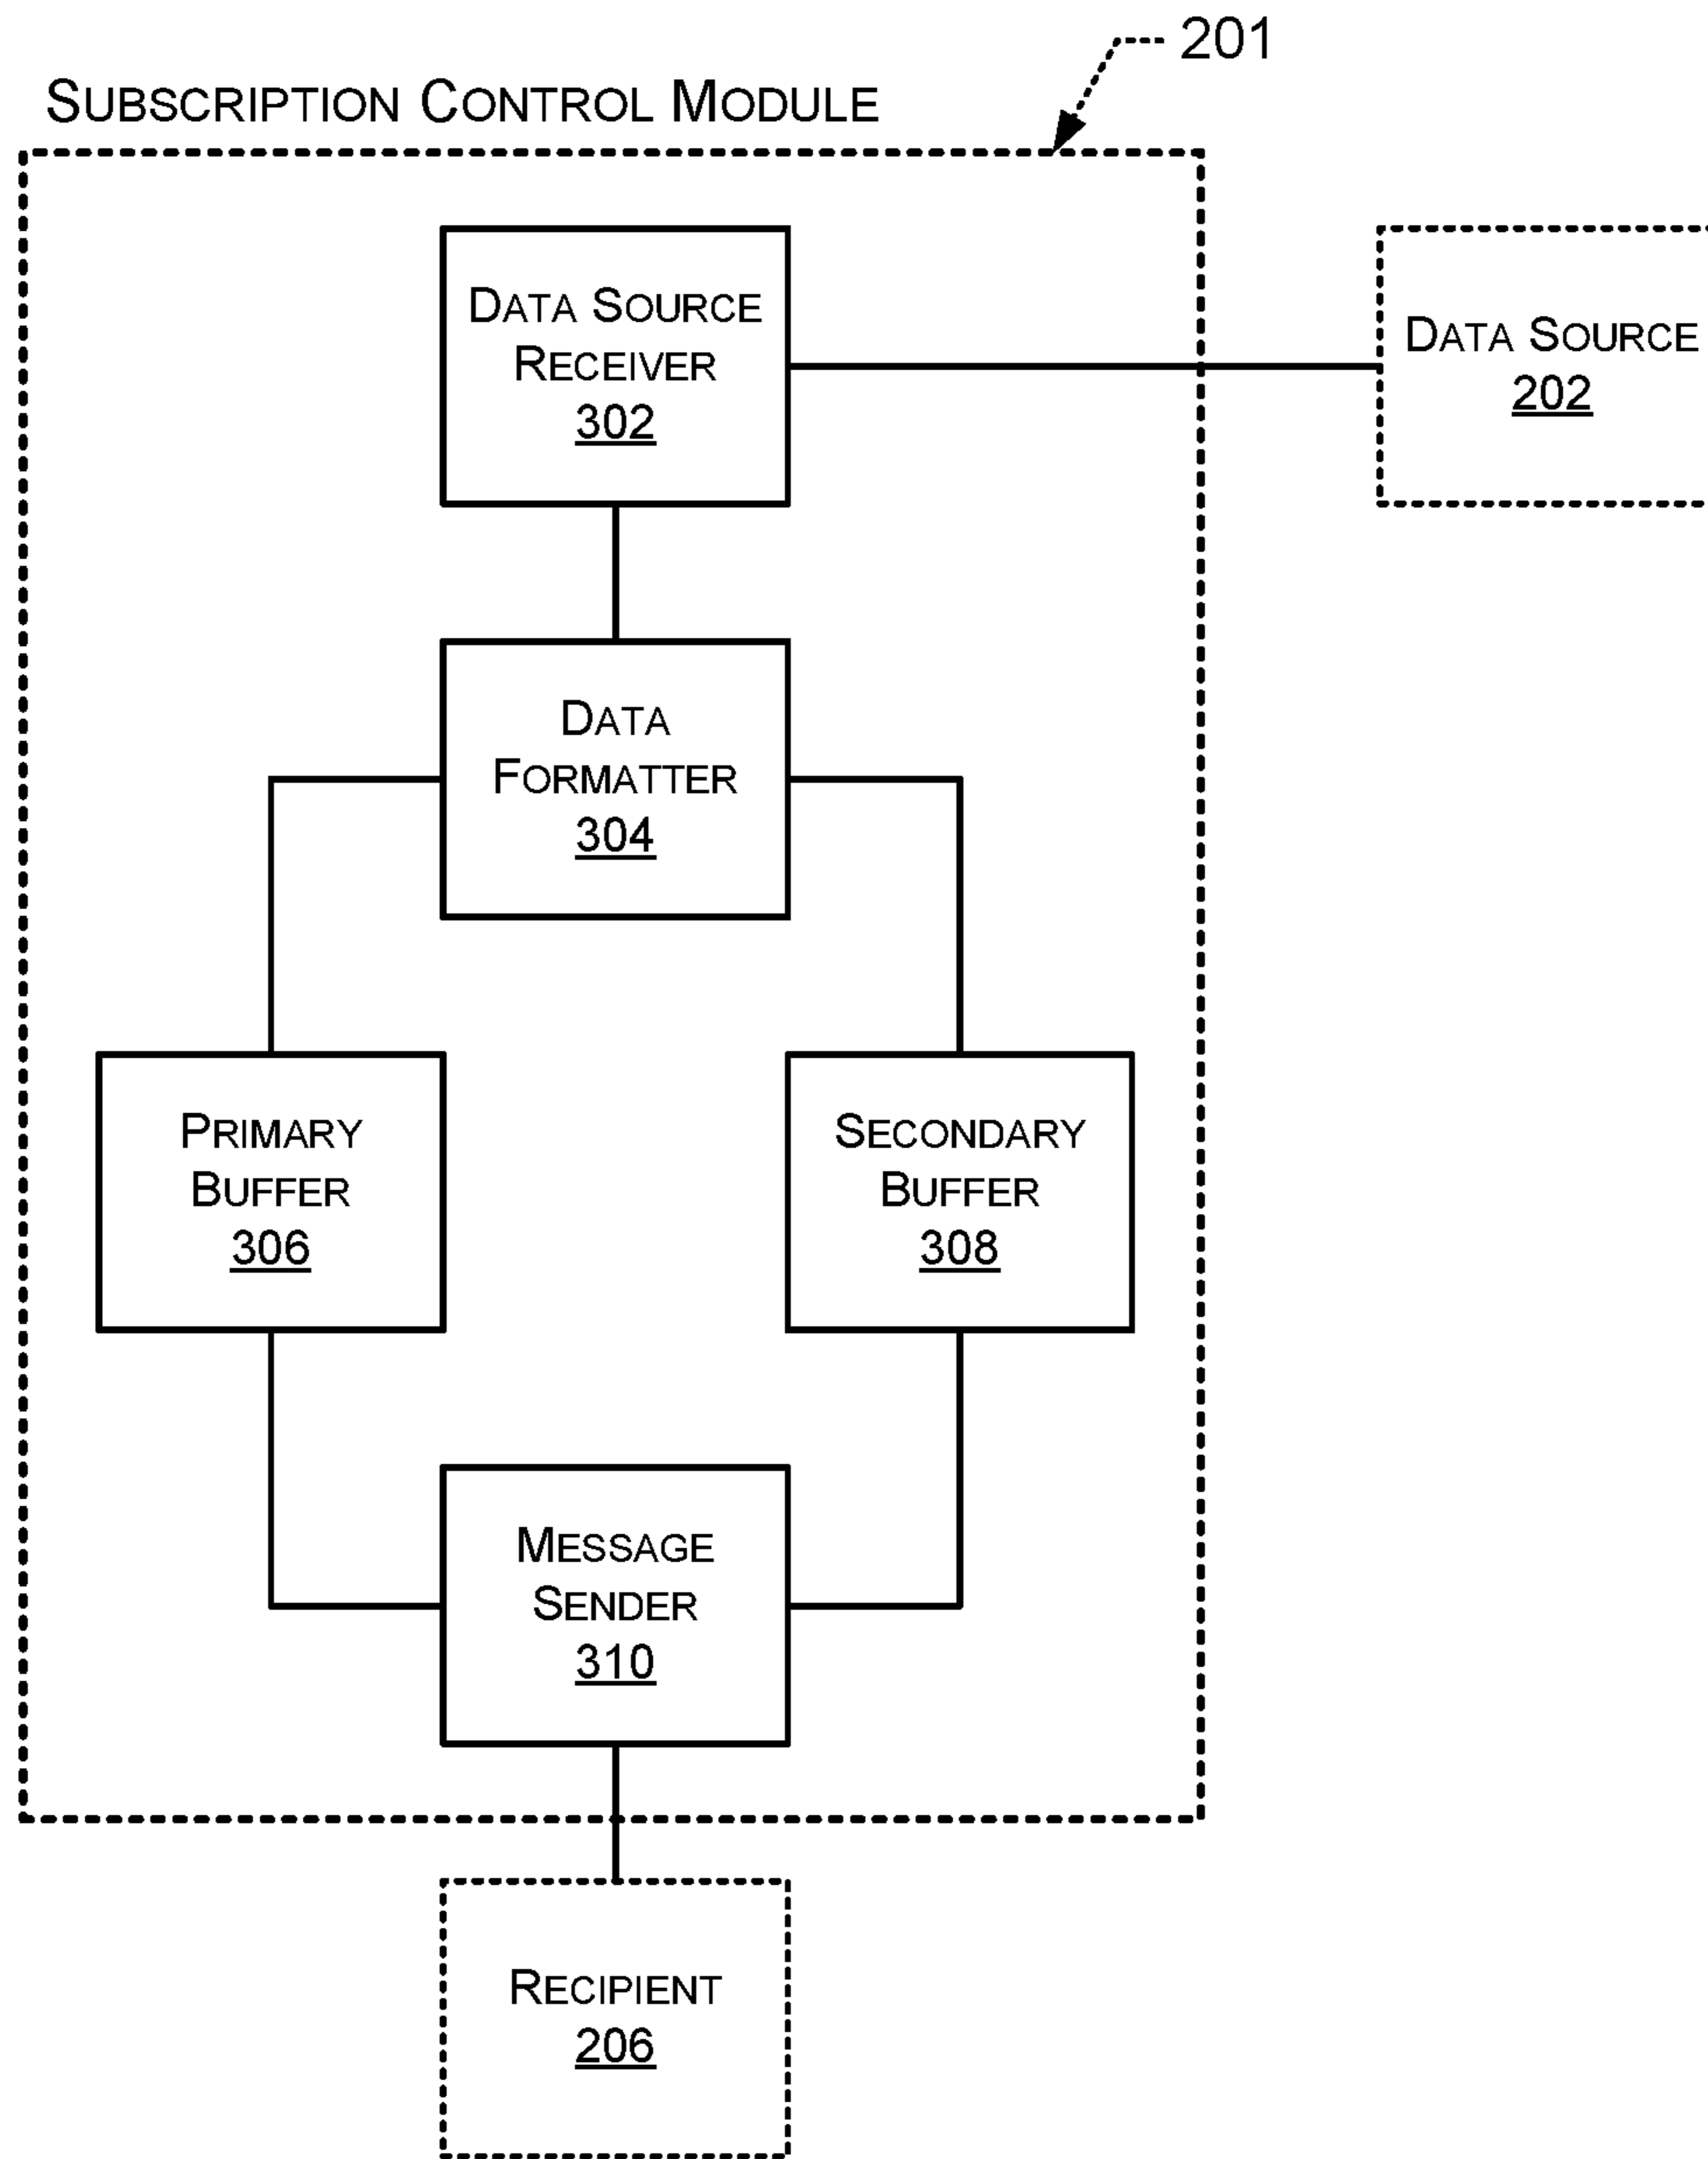 201
SUBSCRIPTION CONTROL MODULE
DATA SOURCE
RECEIVER
302
DATA SOURCE
202
DATA
FORMATTER
304
PRIMARY
BUFFER
306
SECONDARY
BUFFER
308
MESSAGE
SENDER
310
RECIPIENT
206